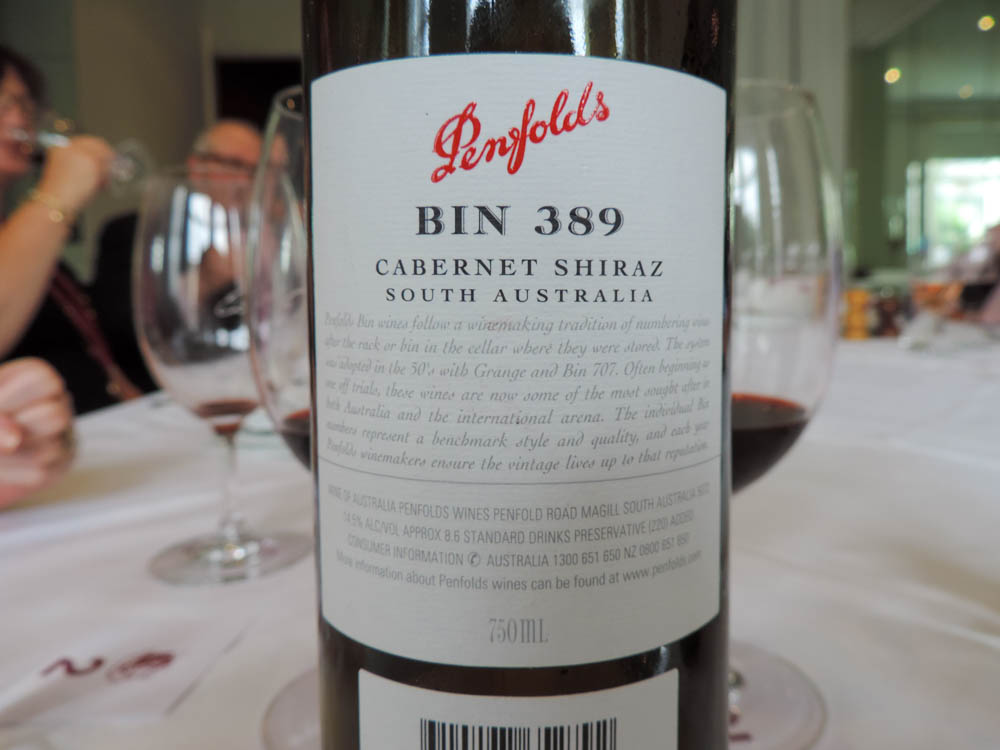 Penfolds
BIN 389
CABERNET SHIRAZ
SOUTH AUSTRALIA
Penfolds Bin wines follow a winemaking tradition of numbering wines
after the rack or bin in the cellar where they were stored. The system
was adopted in the 50's with Grange and Bin 707. Often beginning as
one off trials, these wines are now some of the most sought after in
both Australia and the international arena. The individual Bin
numbers represent a benchmark style and quality, and each year
Penfolds winemakers ensure the vintage lives up to that reputation.
WINE OF AUSTRALIA PENFOLDS WINES PENFOLD ROAD MAGILL SOUTH AUSTRALIA 5072
14.5% ALC/VOL APPROX 8.6 STANDARD DRINKS PRESERVATIVE (220) ADDED
CONSUMER INFORMATION ✆ AUSTRALIA 1300 651 650 NZ 0800 651 650
More information about Penfolds wines can be found at www.penfolds.com
750ML
2